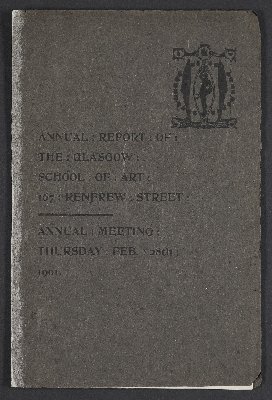 ANNUAL : REPORT : OF :
THE : GLASGOW :
SCHOOL : OF : ART :
167 : RENFREW : STREET :
ANNUAL : MEETING :
THURSDAY : FEB. 28th :
1901.